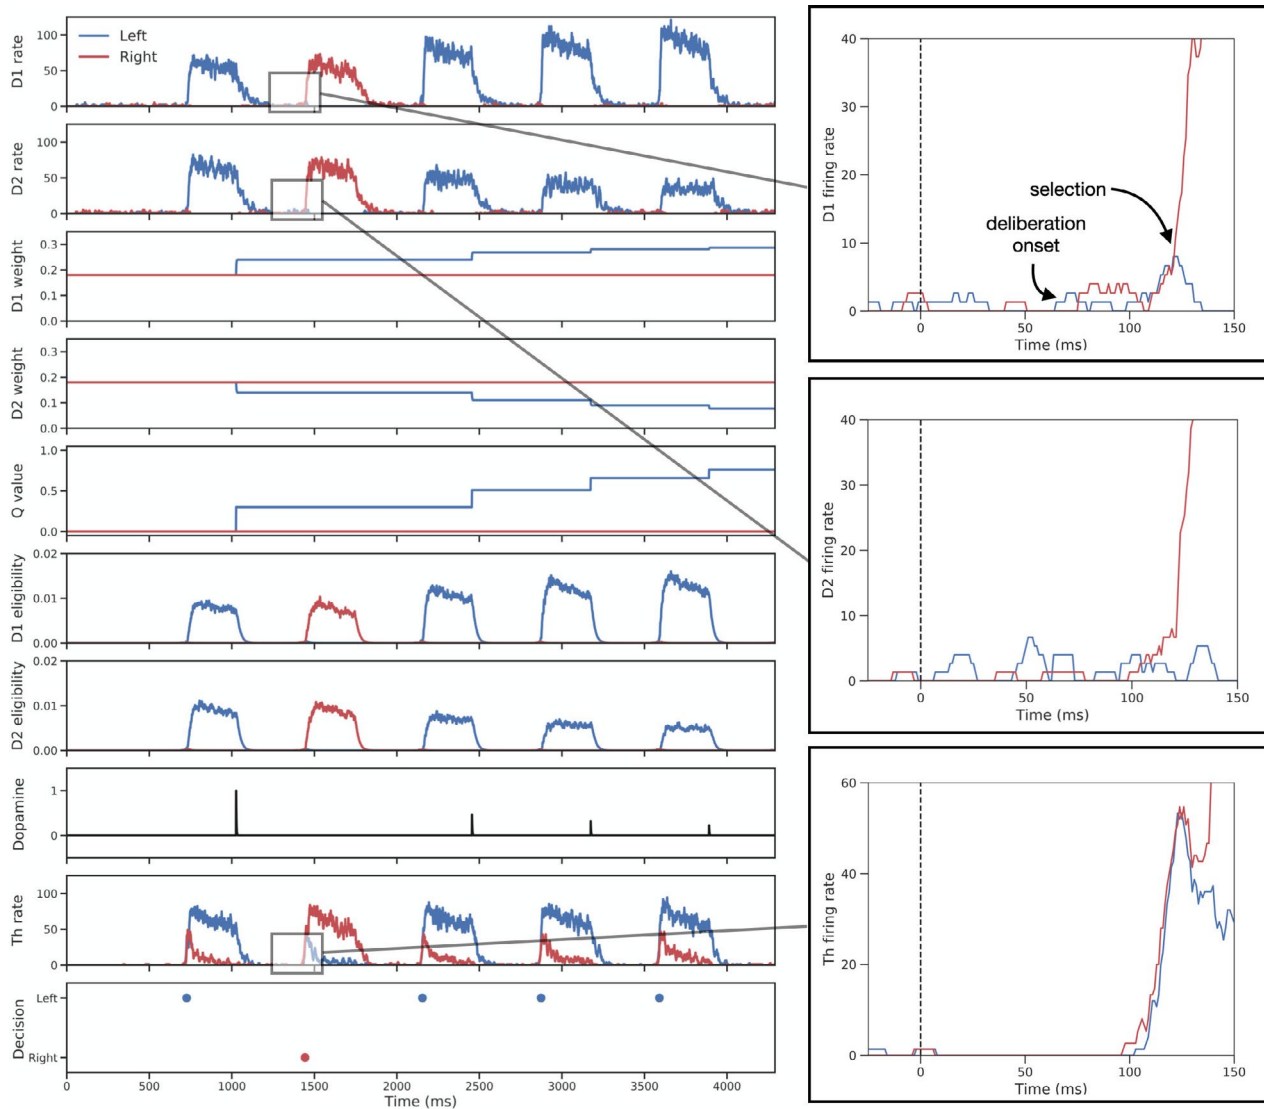 D1 rate
100
50
0
Left
Right
D2 rate
100
50
0
D1 weight
0.3
0.2
0.1
0.0
D2 weight
0.3
0.2
0.1
0.0
Q value
1.0
0.5
0.0
D1 eligibility
0.02
0.01
0.00
D2 eligibility
0.02
0.01
0.00
Dopamine
1
0
Th rate
100
50
0
Decision
Left
Right
0 500 1000 1500 2000 2500 3000 3500 4000
Time (ms)
D1 firing rate
40
30
20
10
0
selection
deliberation
onset
0 50 100 150
Time (ms)
D2 firing rate
40
30
20
10
0
0 50 100 150
Time (ms)
Th firing rate
60
40
20
0
0 50 100 150
Time (ms)